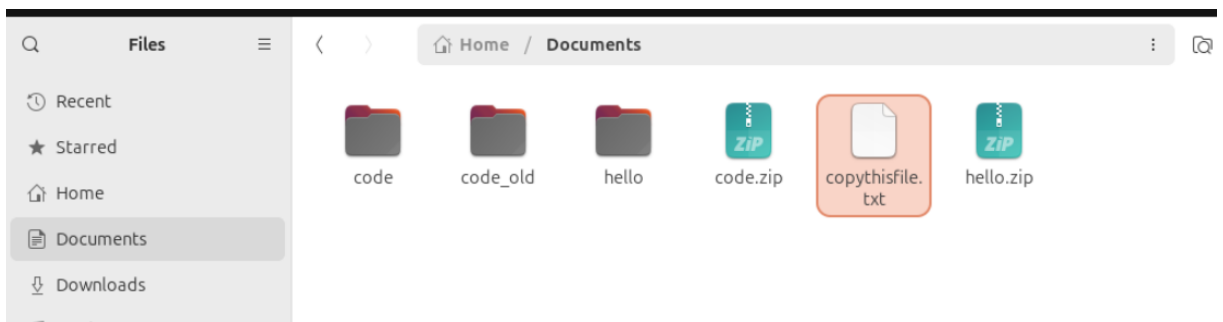 Files
Home / Documents
Recent
Starred
Home
Documents
Downloads
code
code_old
hello
ZiP
code.zip
copythisfile.
txt
ZiP
hello.zip